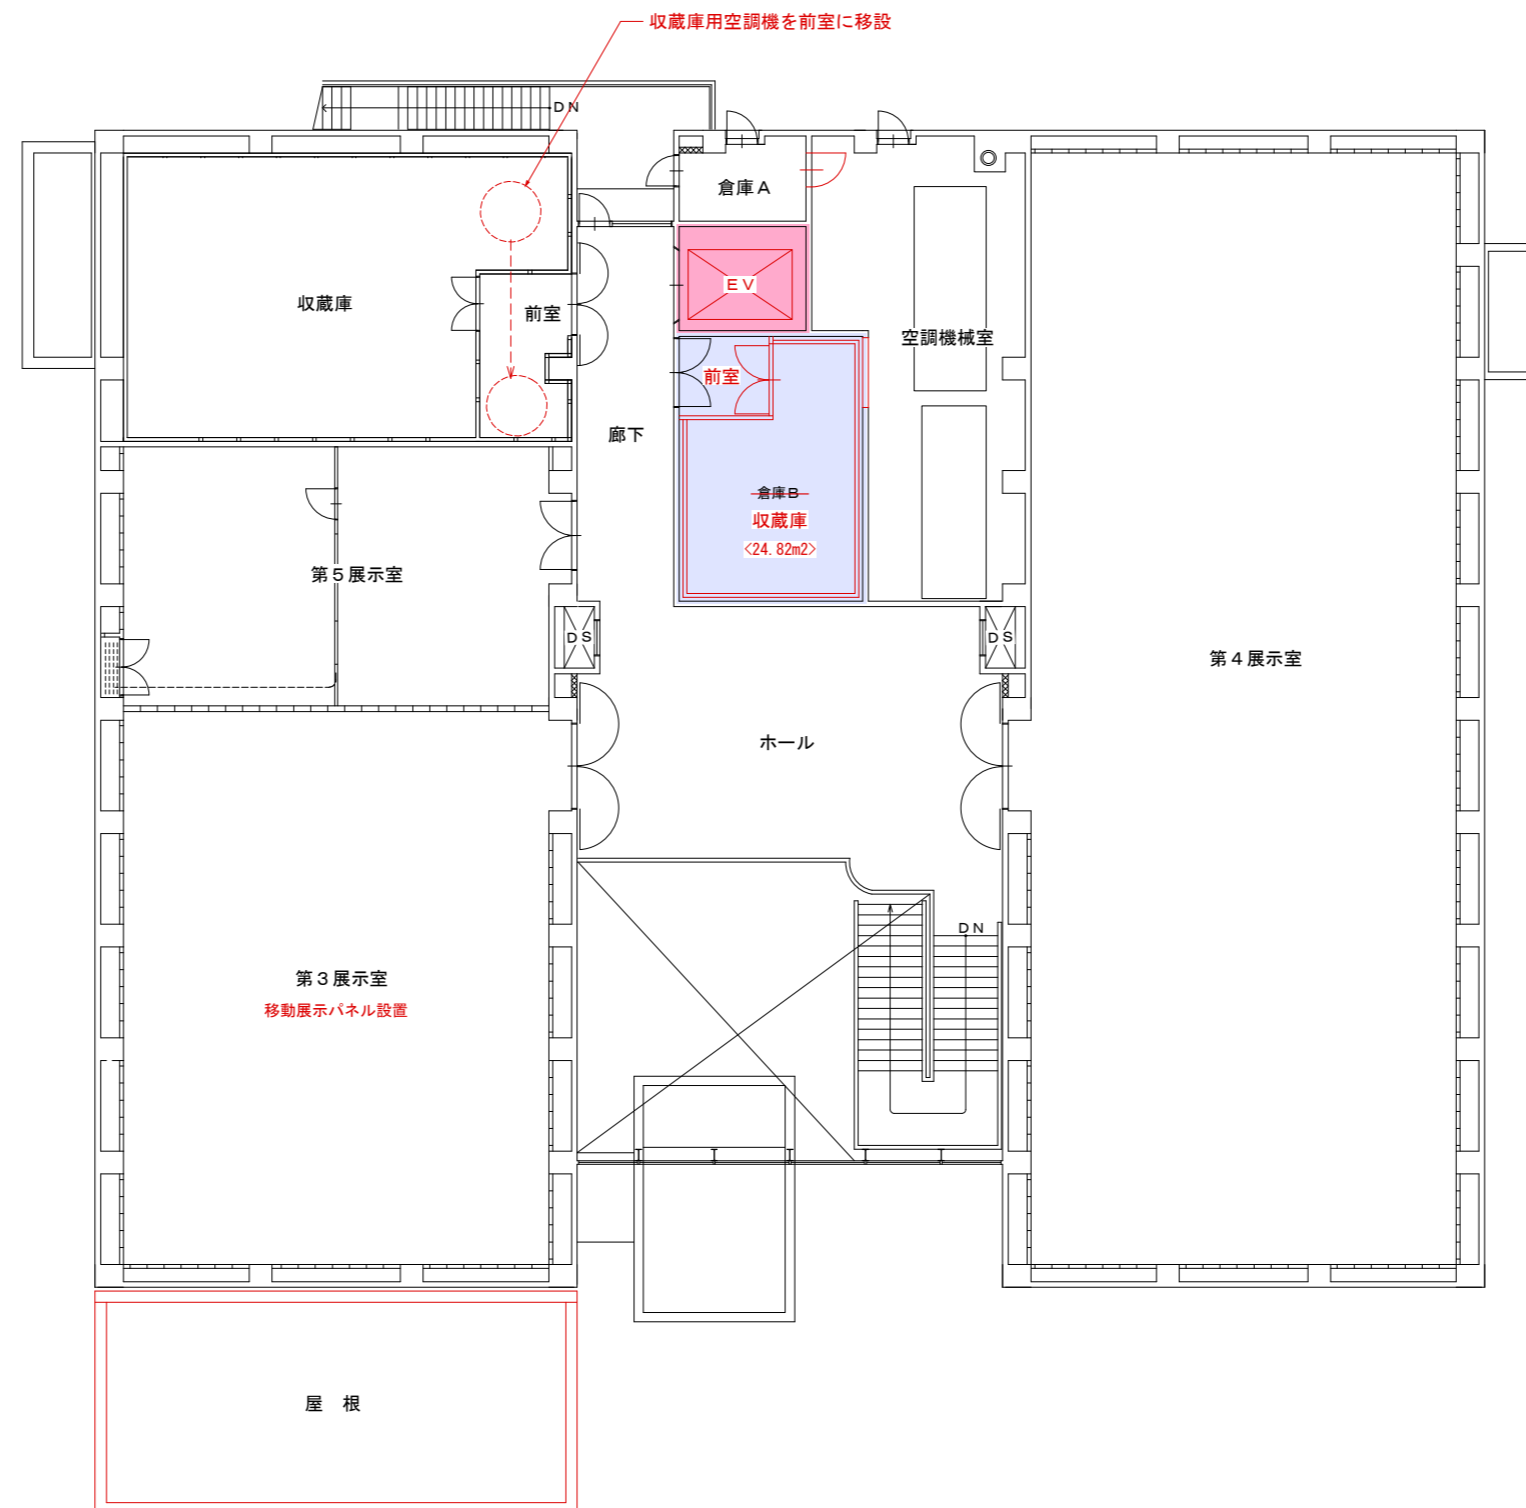 収蔵庫用空調機を前室に移設
DN
倉庫A
EV
収蔵庫
前室
空調機械室
前室
廊下
倉庫B
収蔵庫
<24.82m2>
第5展示室
DS
DS
第4展示室
ホール
DN
第3展示室
移動展示パネル設置
屋 根